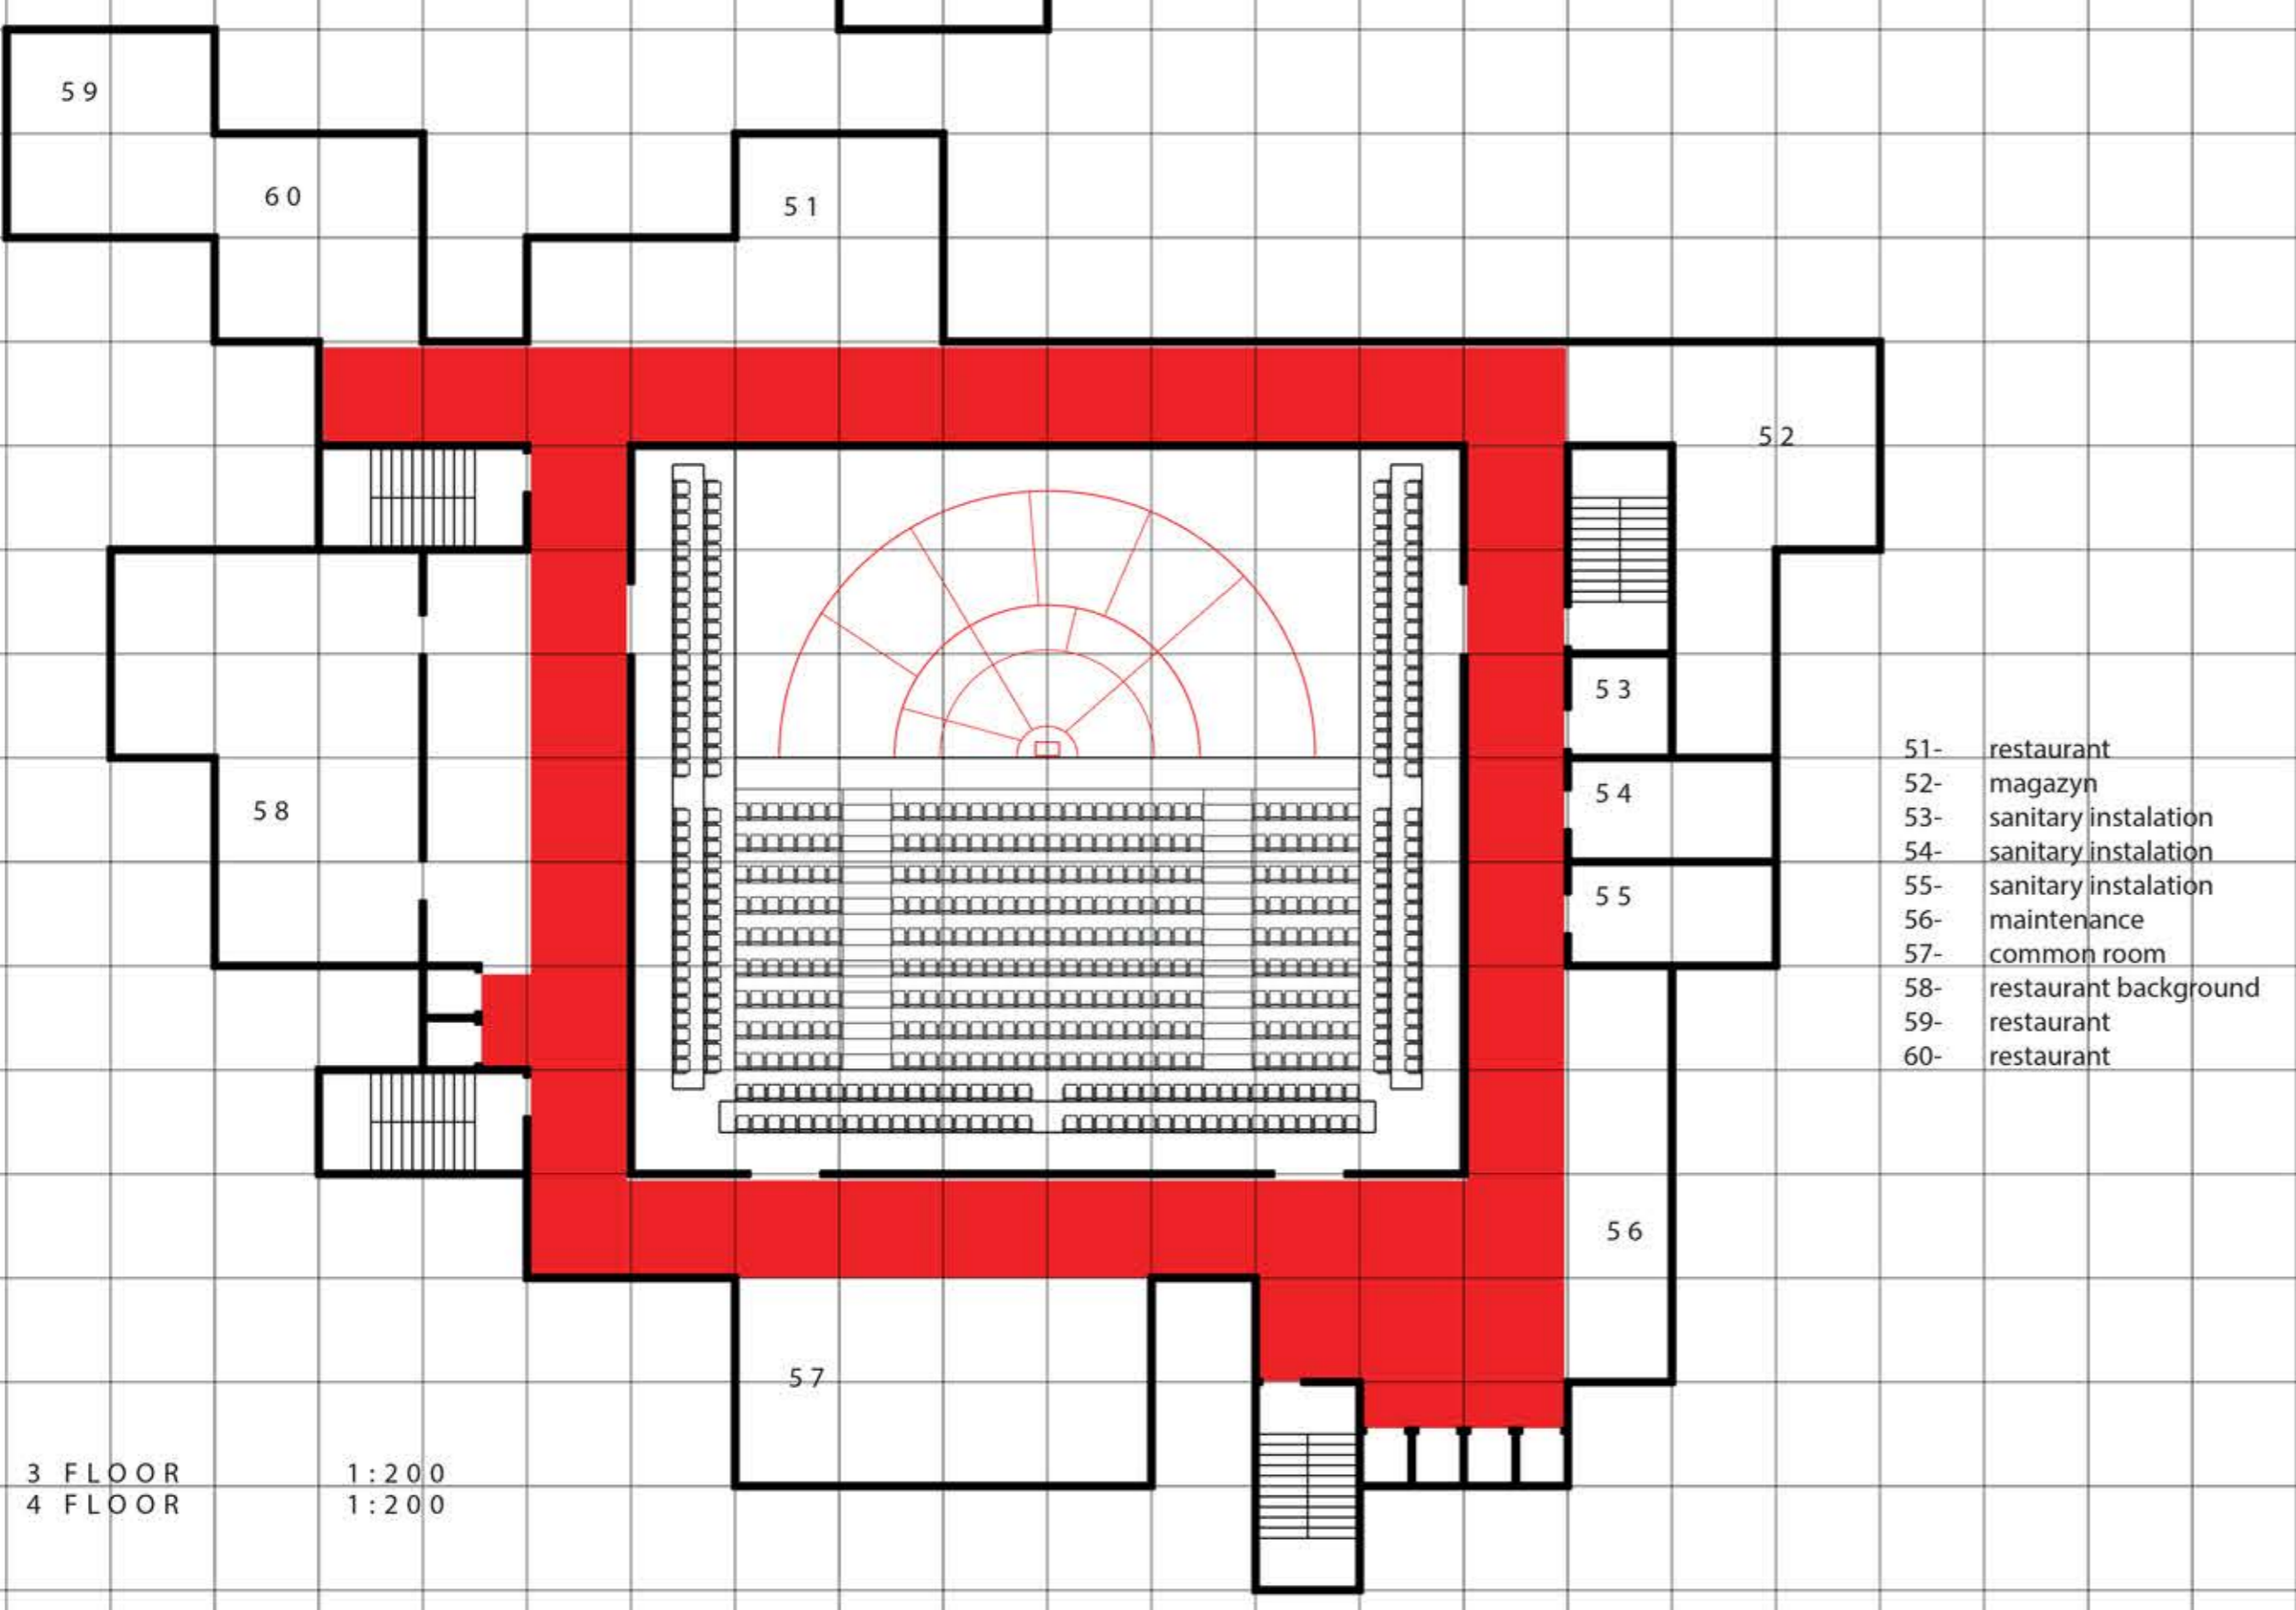 59
60
51
52
53
54
55
58
56
57
51- restaurant
52- magazyn
53- sanitary instalation
54- sanitary instalation
55- sanitary instalation
56- maintenance
57- common room
58- restaurant background
59- restaurant
60- restaurant
3 FLOOR 1:200
4 FLOOR 1:200